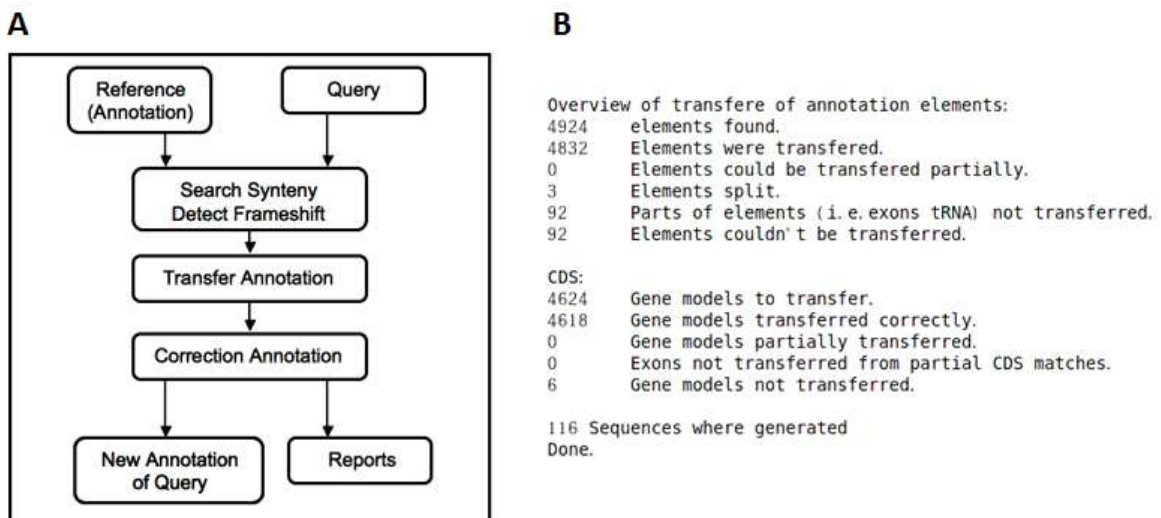 A
Reference
(Annotation)
Query
Search Synteny
Detect Frameshift
Transfer Annotation
Correction Annotation
New Annotation
of Query
Reports
B
Overview of transfere of annotation elements:
4924 elements found.
4832 Elements were transfered.
0 Elements could be transfered partially.
3 Elements split.
92 Parts of elements (i.e.exons tRNA) not transferred.
92 Elements couldn't be transferred.
CDS:
4624 Gene models to transfer.
4618 Gene models transferred correctly.
0 Gene models partially transferred.
0 Exons not transferred from partial CDS matches.
6 Gene models not transferred.
116 Sequences where generated
Done.